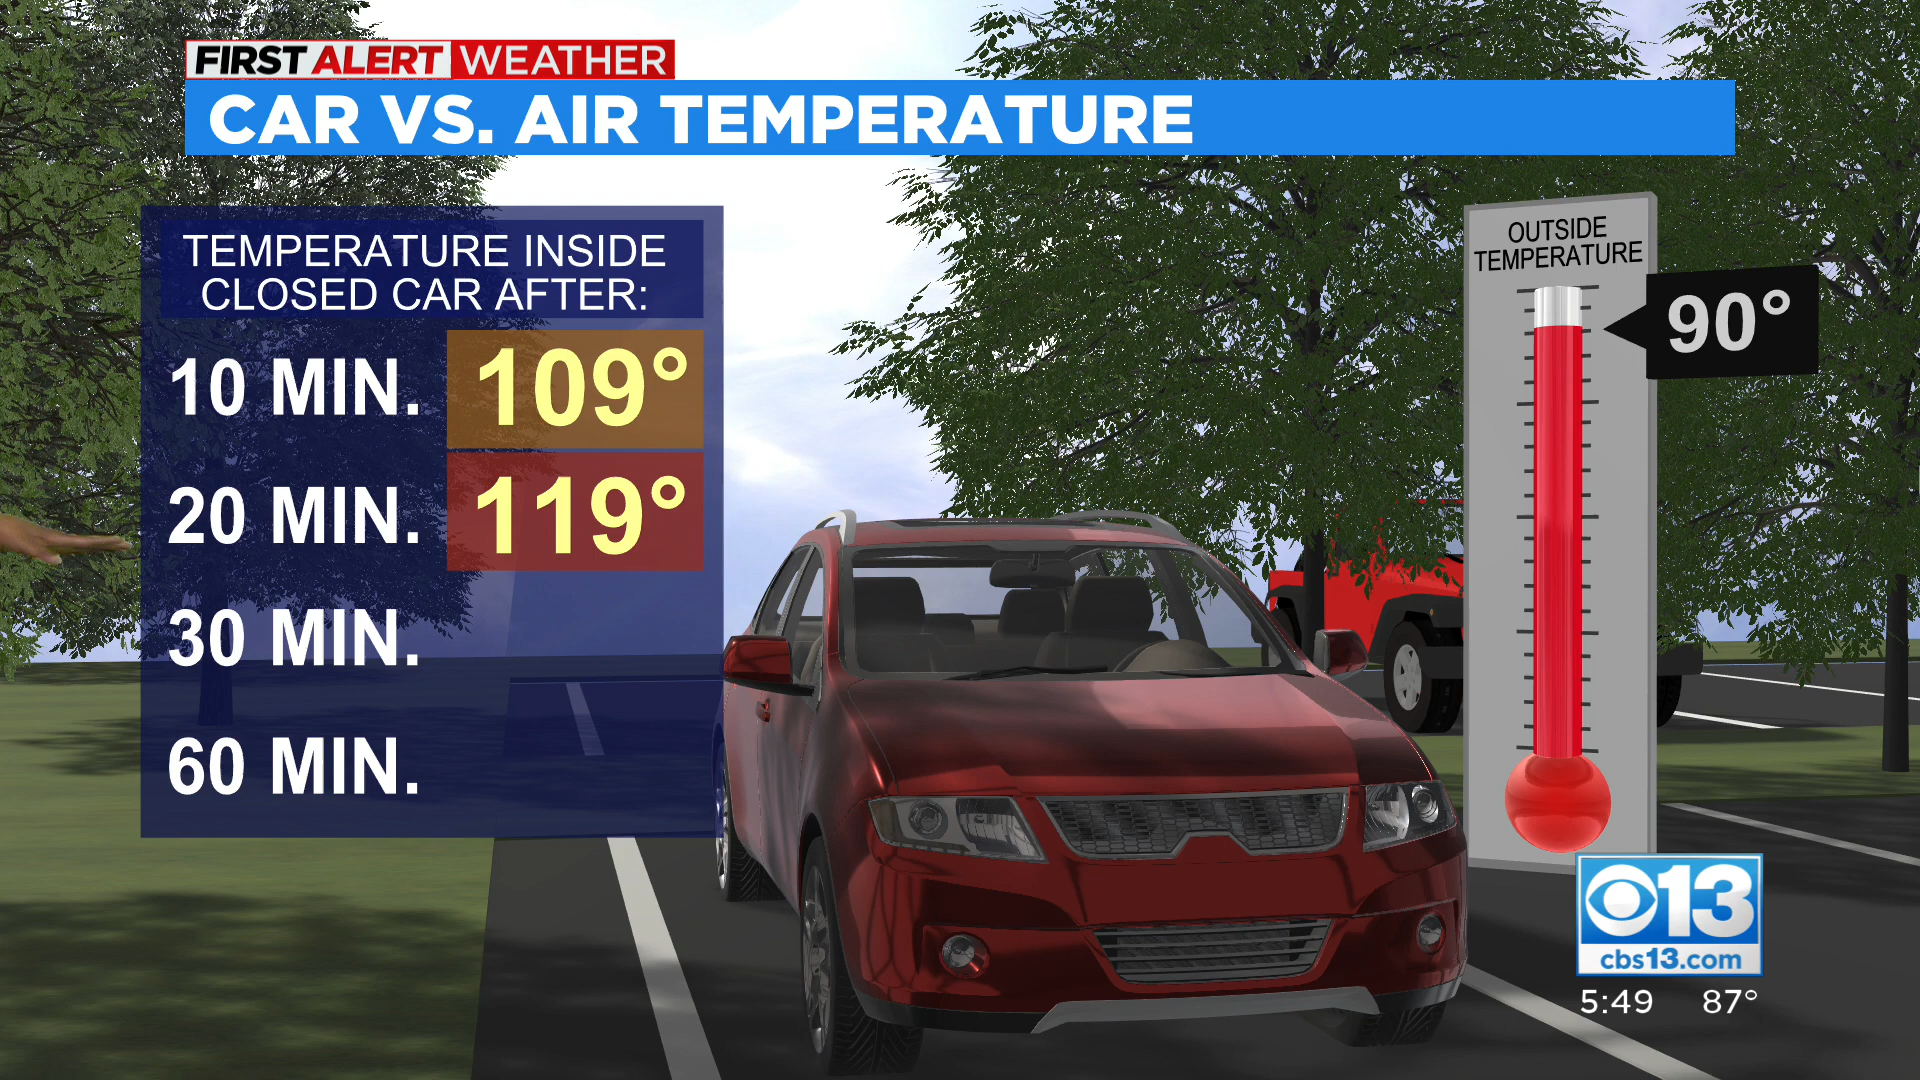 FIRST ALERT WEATHER
CAR VS. AIR TEMPERATURE
TEMPERATURE INSIDE
CLOSED CAR AFTER:
10 MIN. 109°
20 MIN. 119°
30 MIN.
60 MIN.
OUTSIDE
TEMPERATURE
90°
13
cbs13.com
5:49 87°